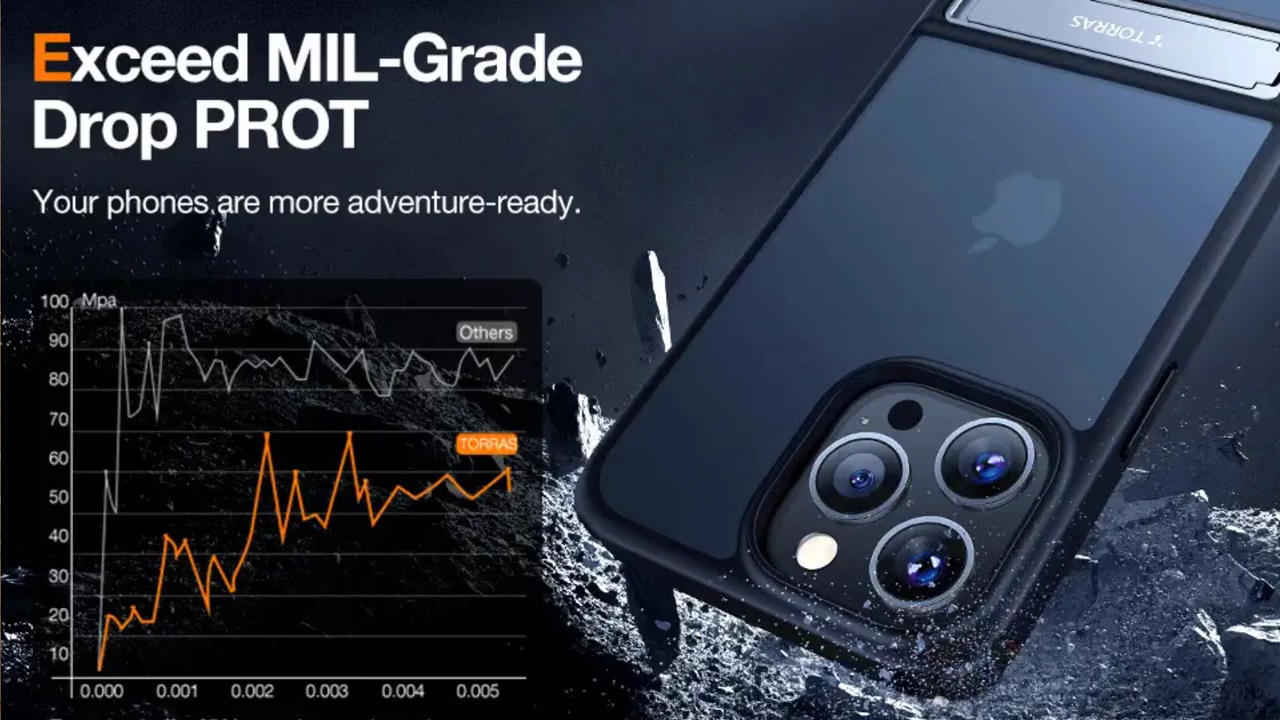 Exceed MIL-Grade
Drop PROT
Your phones are more adventure-ready.
TORRAS
100 Mpa
Others
90
80
70
TORRAS
60
50
40
30
20
10
0.000 0.001 0.002 0.003 0.004 0.005